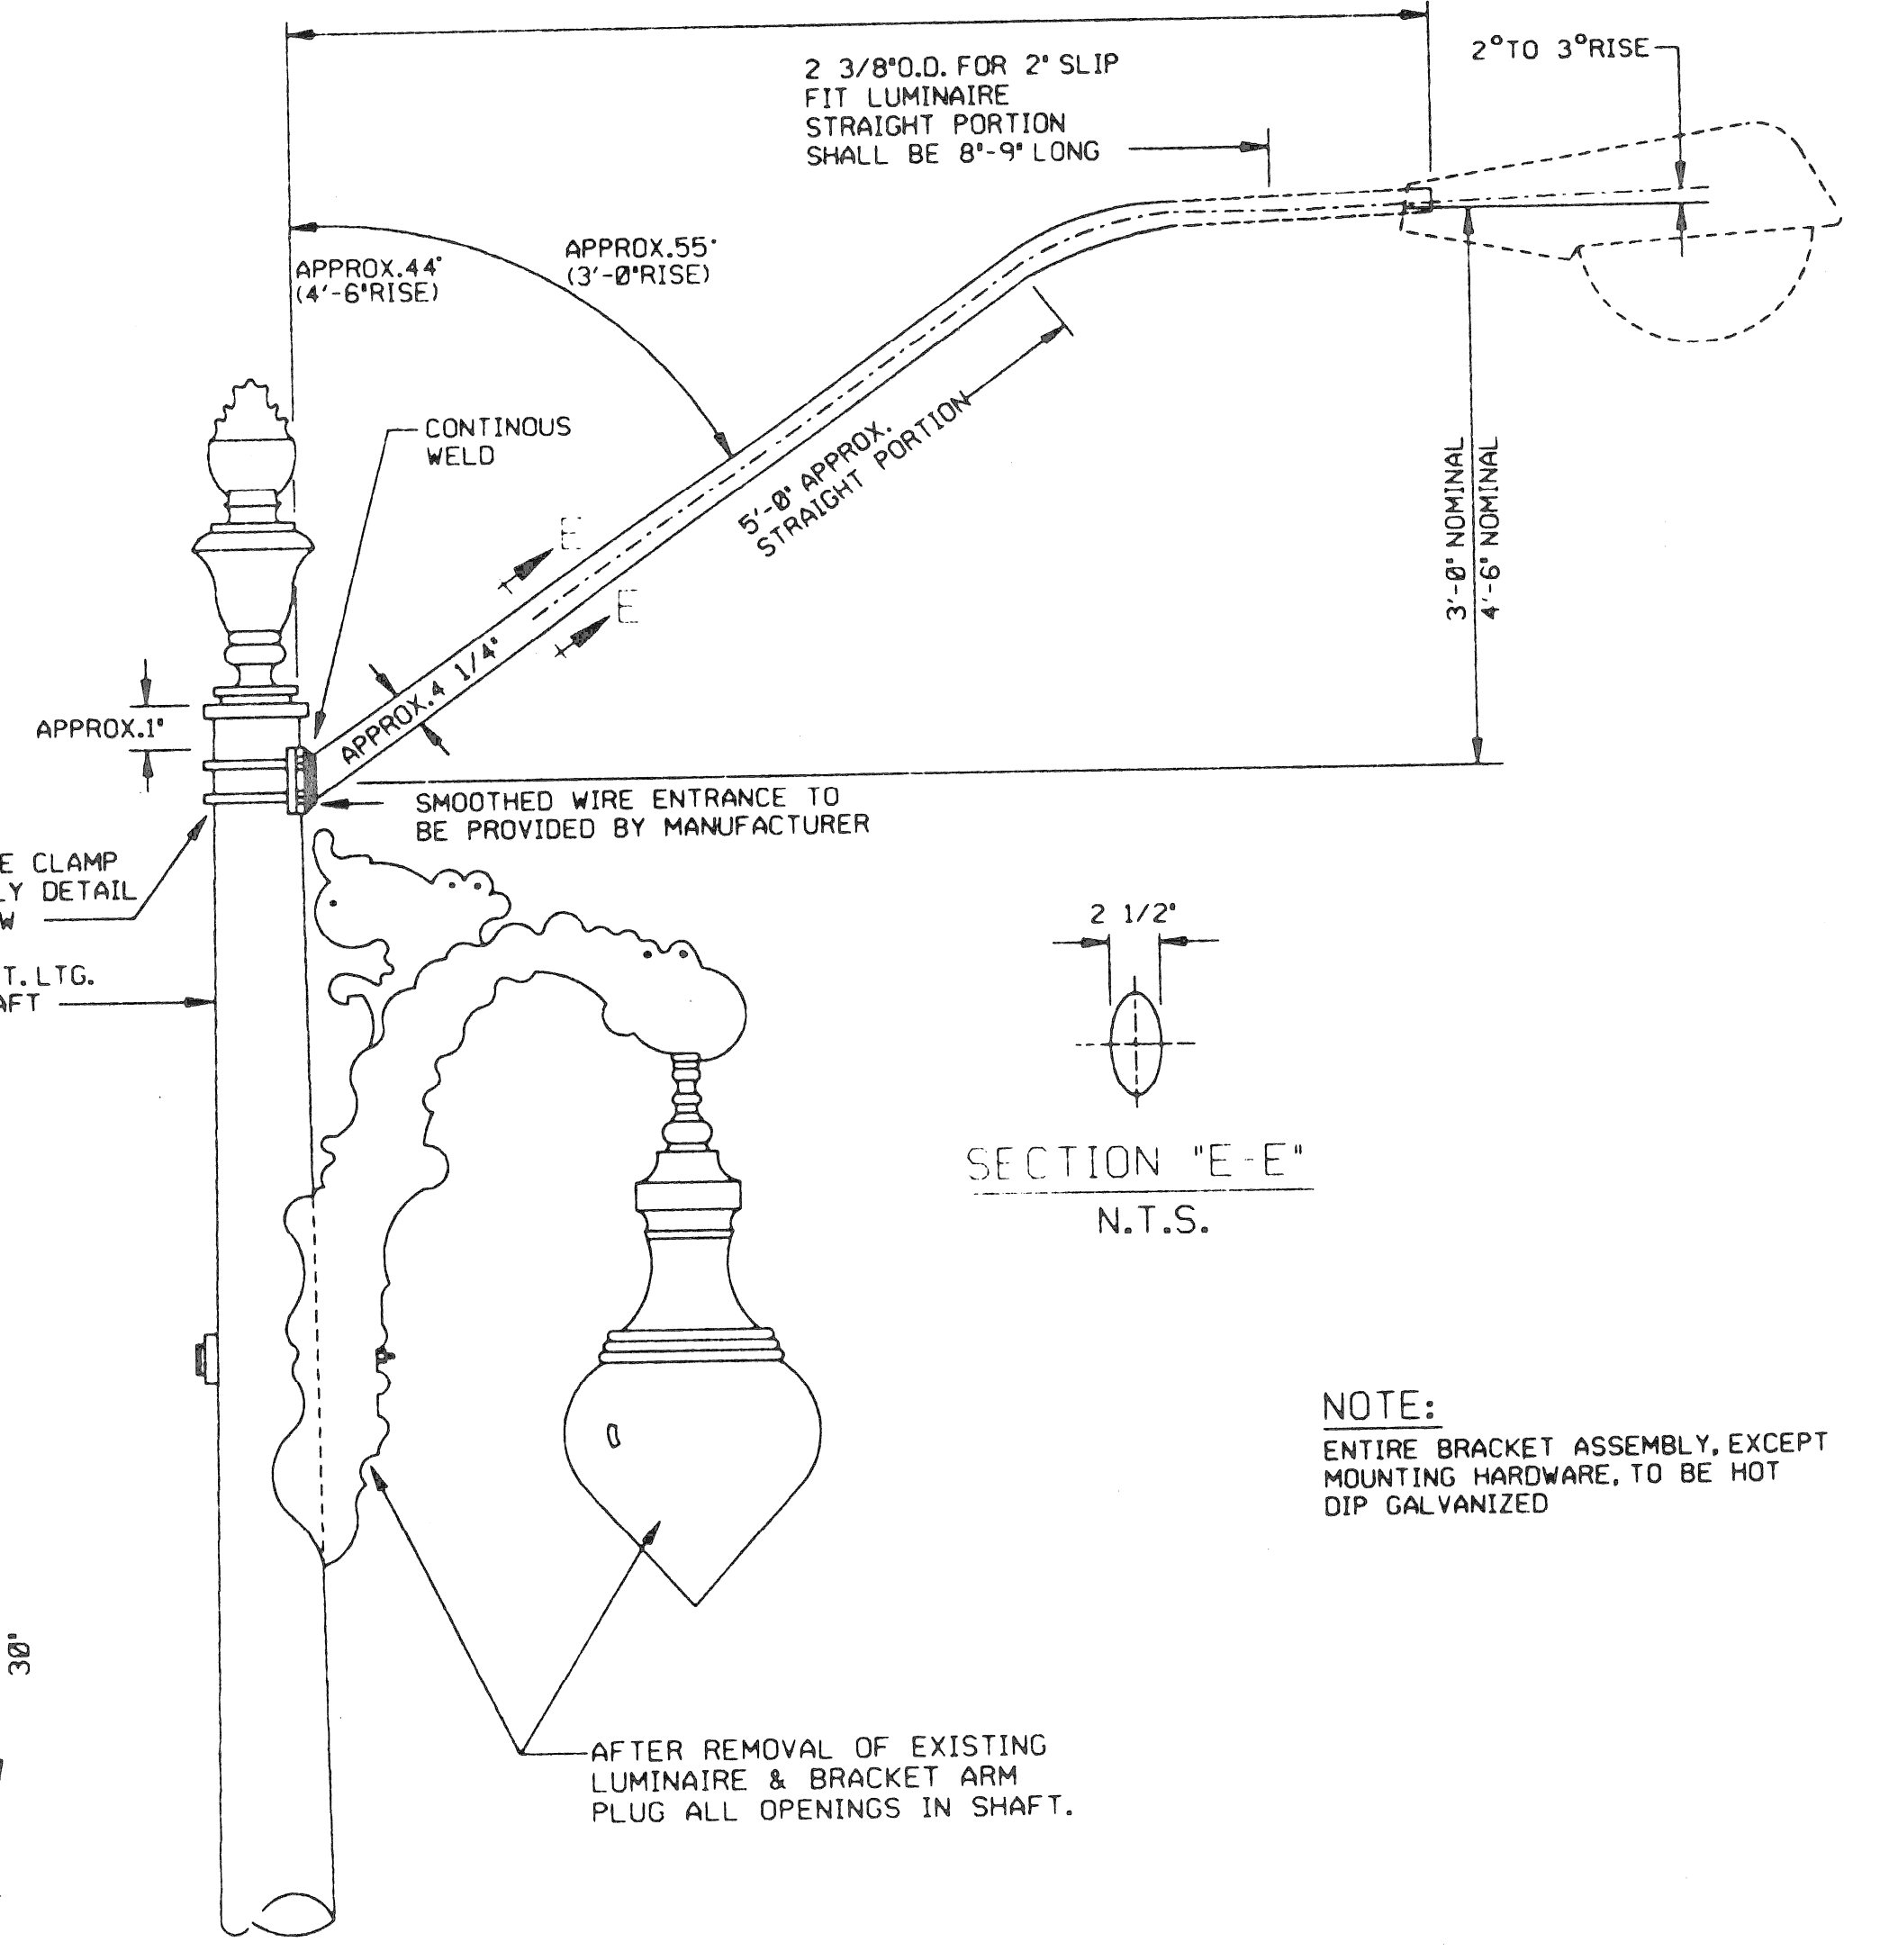 2 3/8"O.D. FOR 2" SLIP
FIT LUMINAIRE
STRAIGHT PORTION
SHALL BE 8"-9" LONG
2°TO 3°RISE
APPROX.55°
(3'-0"RISE)
APPROX.44°
(4'-6"RISE)
CONTINOUS
WELD
5'-0" APPROX.
STRAIGHT PORTION
3'-0" NOMINAL
4'-6" NOMINAL
E
E
APPROX.4 1/4"
APPROX.1"
SMOOTHED WIRE ENTRANCE TO
BE PROVIDED BY MANUFACTURER
E CLAMP
LY DETAIL
W
T. LTG.
AFT
2 1/2"
SECTION "E-E"
N.T.S.
NOTE:
ENTIRE BRACKET ASSEMBLY, EXCEPT
MOUNTING HARDWARE, TO BE HOT
DIP GALVANIZED
30'
AFTER REMOVAL OF EXISTING
LUMINAIRE & BRACKET ARM
PLUG ALL OPENINGS IN SHAFT.